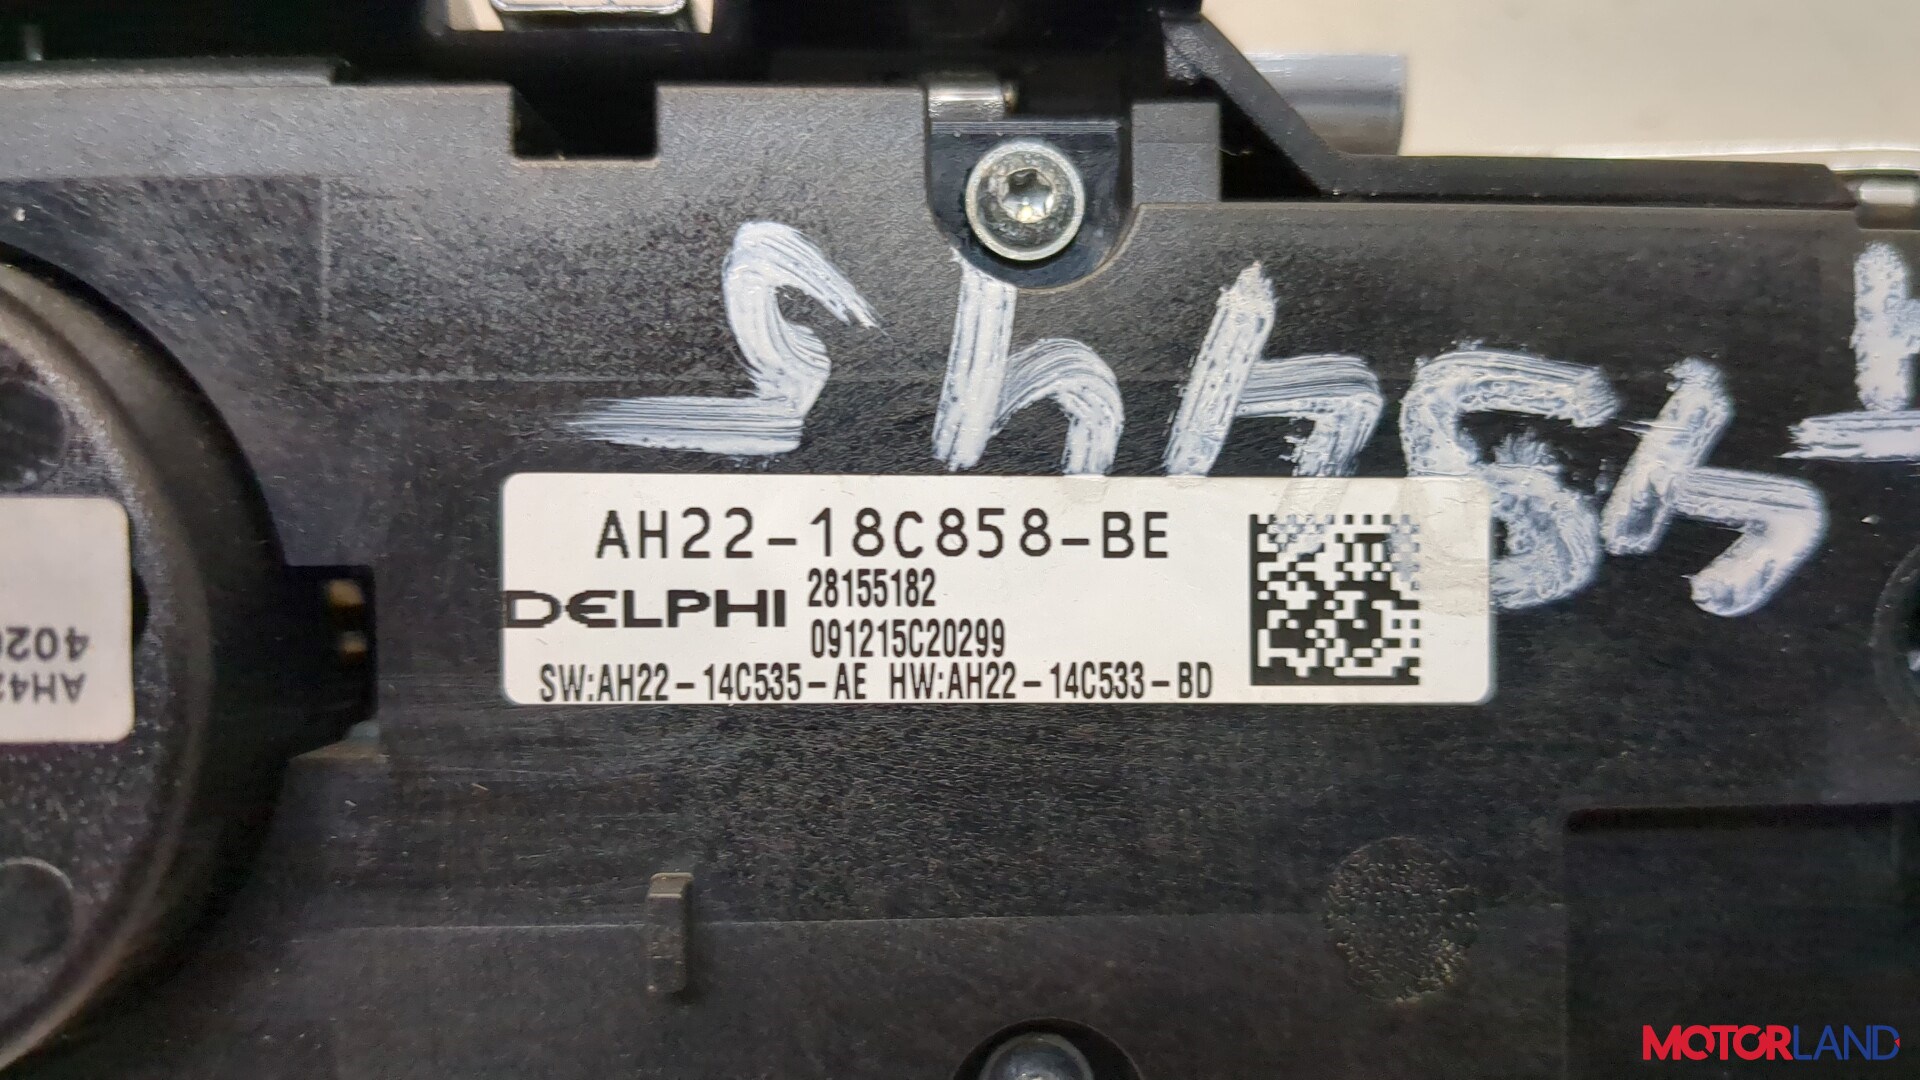 AH22-18C858-BE
DELPHI 28155182
091215C20299
SW:AH22-14C535-AE HW:AH22-14C533-BD
MOTORLAND